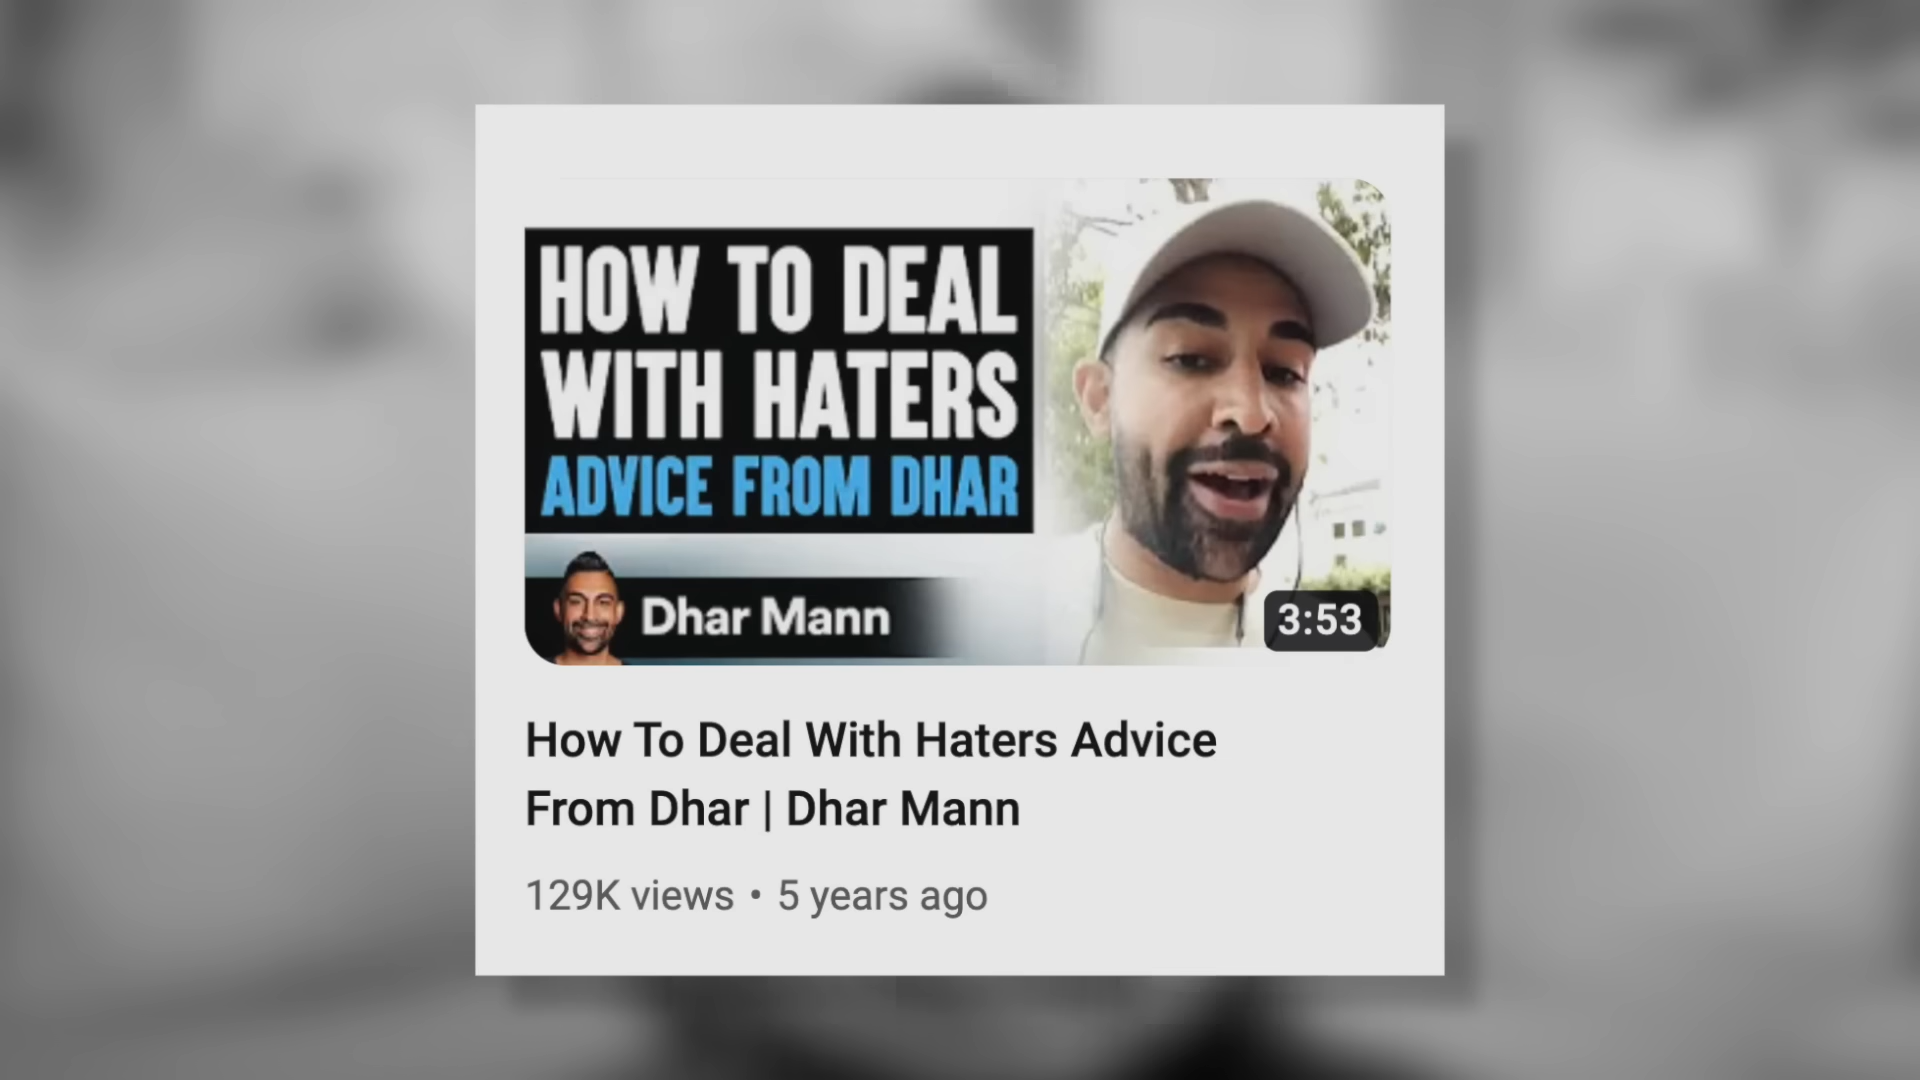 HOW TO DEAL
WITH HATERS
ADVICE FROM DHAR
Dhar Mann
3:53
How To Deal With Haters Advice
From Dhar | Dhar Mann
129K views • 5 years ago